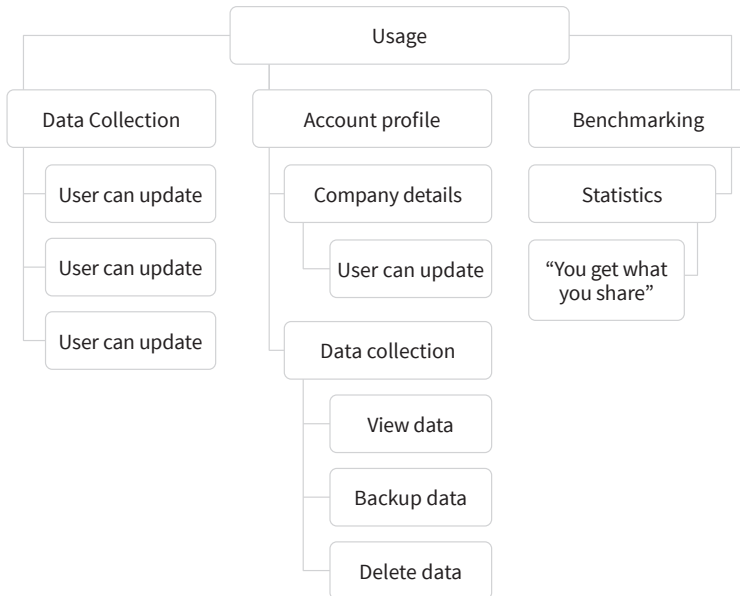 Usage
Data Collection
User can update
User can update
User can update
Account profile
Company details
User can update
Data collection
View data
Backup data
Delete data
Benchmarking
Statistics
“You get what
you share”